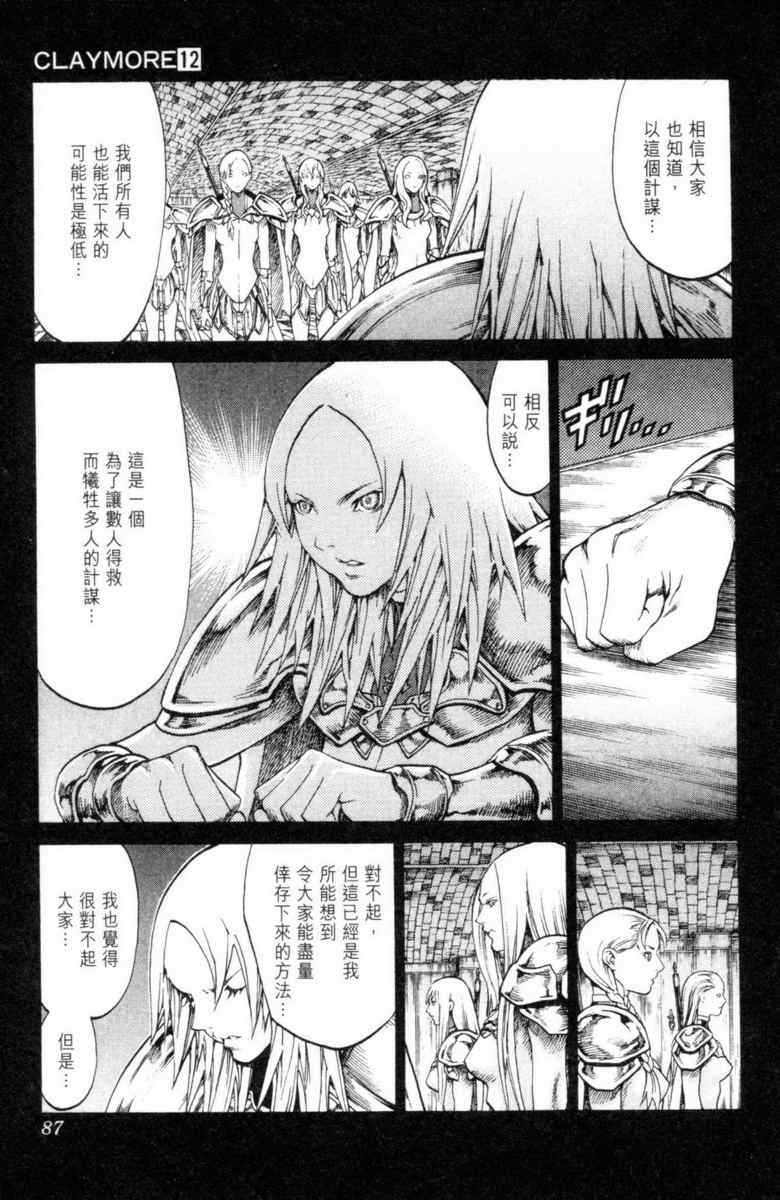 CLAYMORE 12
相信大家
也知道，
以這個計謀…
我們所有人
也能活下來的
可能性是極低…
ギリ…
相反
可以說…
這是一個
為了讓數人得救
而犧牲多人的計謀…
對不起，
但這已經是我
所能想到
令大家能盡量
倖存下來的方法…
我也覺得
很對不起
大家…
但是…
87